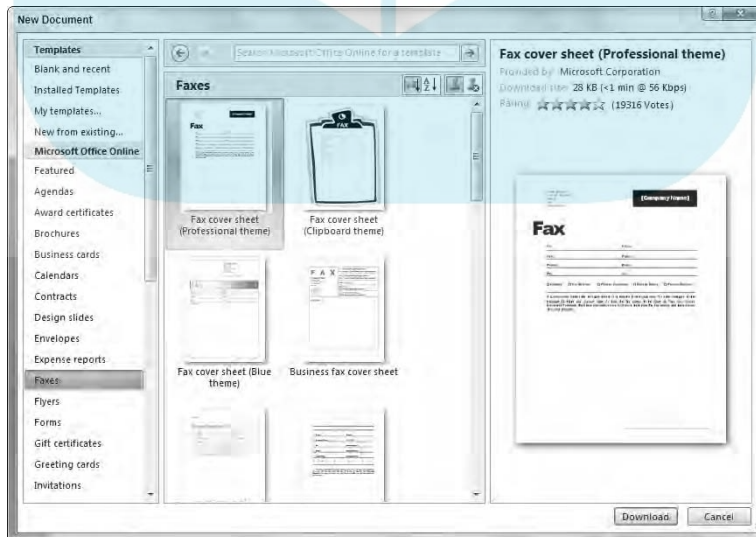 New Document
Templates
Blank and recent
Installed Templates
My templates...
New from existing...
Microsoft Office Online
Featured
Agendas
Award certificates
Brochures
Business cards
Calendars
Contracts
Design slides
Envelopes
Expense reports
Faxes
Flyers
Forms
Gift certificates
Greeting cards
Invitations
Search Microsoft Office Online for a template
Faxes
Fax
Fax cover sheet
(Professional theme)
FAX
Fax cover sheet
(Clipboard theme)
Fax cover sheet (Blue
theme)
FAX
Business fax cover sheet
Fax cover sheet (Professional theme)
Provided by: Microsoft Corporation
Download size: 28 KB (<1 min @ 56 Kbps)
Rating: (19316 Votes)
[Company Name]
Fax
Download
Cancel